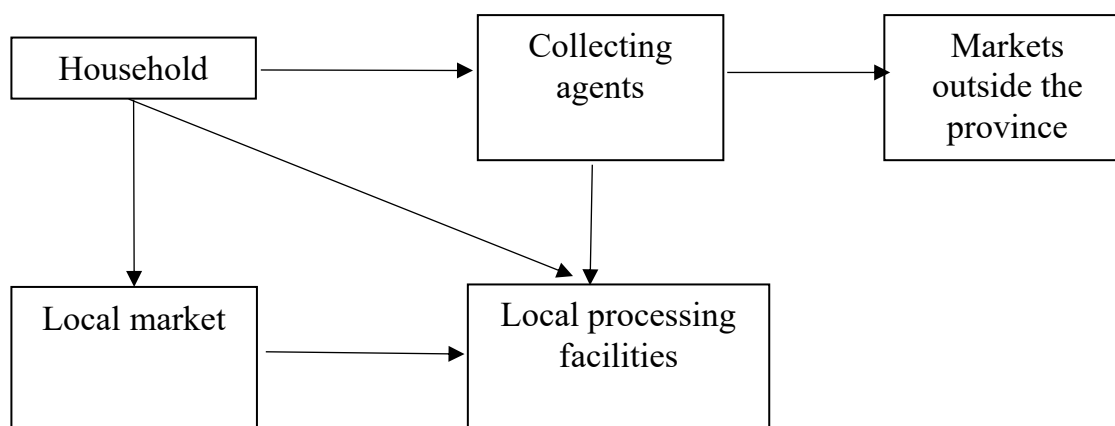 Household
Collecting
agents
Markets
outside the
province
Local market
Local processing
facilities